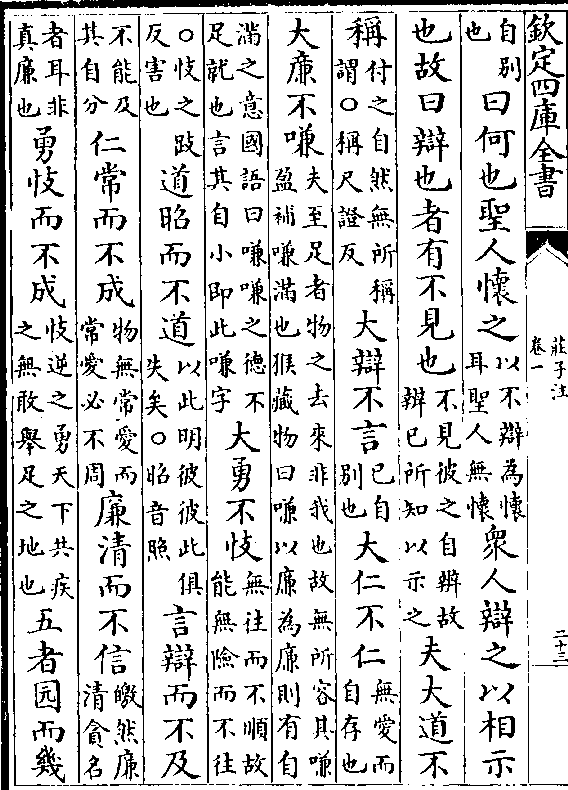 欽定四庫全書
莊子注
卷一
二十三
自别也曰何也聖人懷之以不辯為懷耳聖人無懷衆人辯之以相示
也故曰辯也者有不見也不見彼之自辨故辨已所知以示之夫大道不
稱付之自然無所稱謂○稱尺證反大辯不言已自别也大仁不仁無愛而自存也
大廉不嗛夫至足者物之去來非我也故無所容其嗛盈補嗛滿也猴藏物曰嗛以廉為廉則有自
滿之意國語曰嗛嗛之德不足就也言其自小即此嗛字大勇不忮無往而不順故能無險而不往
○忮之跂反害也道昭而不道以此明彼彼此俱失矣○昭音照言辯而不及
不能及其自分仁常而不成物無常愛而常愛必不周廉清而不信皦然廉清貪名
者耳非真廉也勇忮而不成忮逆之勇天下共疾之無敢舉足之地也五者园而幾